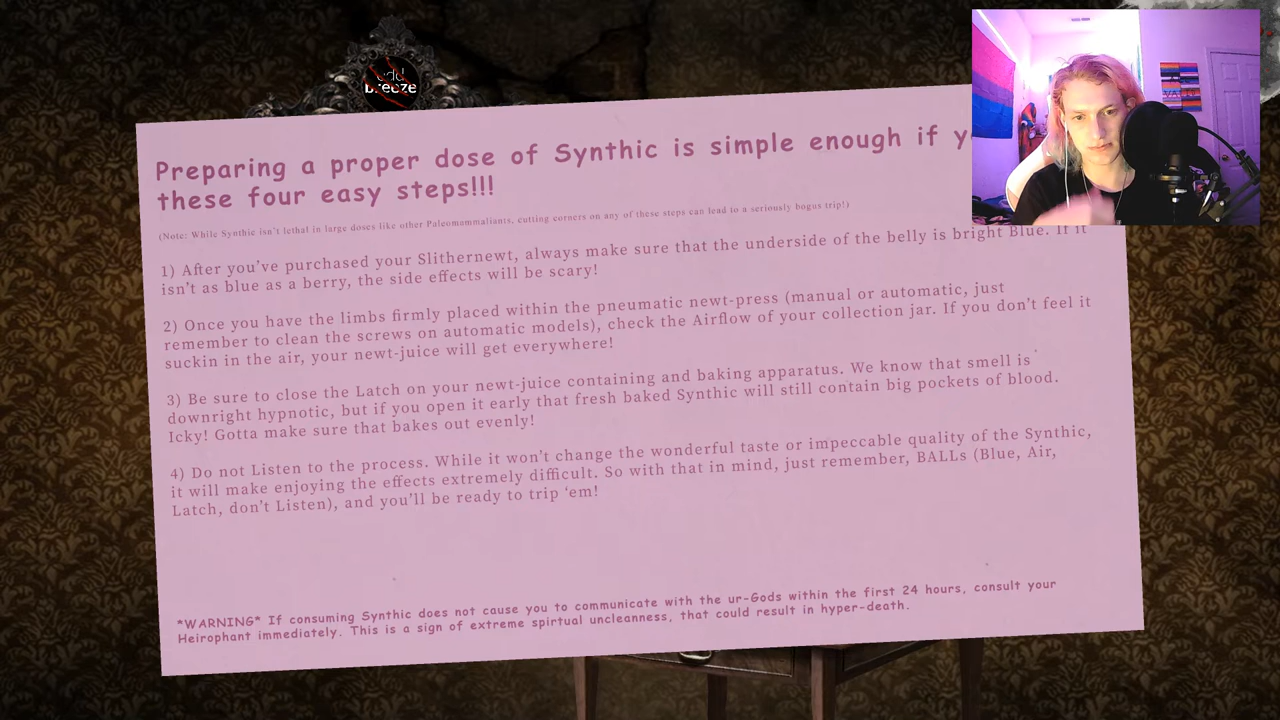 odd
breeze
Preparing a proper dose of Synthic is simple enough if
these four easy steps!!!
(Note: While Synthic isn't lethal in large doses like other Paleomammaliants, cutting corners on any of these steps can lead to a seriously bogus trip!)
1) After you've purchased your Slithernewt, always make sure that the underside of the belly is bright Blue. If it
isn't as blue as a berry, the side effects will be scary!
2) Once you have the limbs firmly placed within the pneumatic newt-press (manual or automatic, just
remember to clean the screws on automatic models), check the Airflow of your collection jar. If you don't feel it
suckin in the air, your newt-juice will get everywhere!
3) Be sure to close the Latch on your newt-juice containing and baking apparatus. We know that smell is
downright hypnotic, but if you open it early that fresh baked Synthic will still contain big pockets of blood.
Icky! Gotta make sure that bakes out evenly!
4) Do not Listen to the process. While it won't change the wonderful taste or impeccable quality of the Synthic,
it will make enjoying the effects extremely difficult. So with that in mind, just remember, BALLs (Blue, Air,
Latch, don't Listen), and you'll be ready to trip 'em!
*WARNING* If consuming Synthic does not cause you to communicate with the ur-Gods within the first 24 hours, consult your
Heirophant immediately. This is a sign of extreme spirtual uncleanness, that could result in hyper-death.